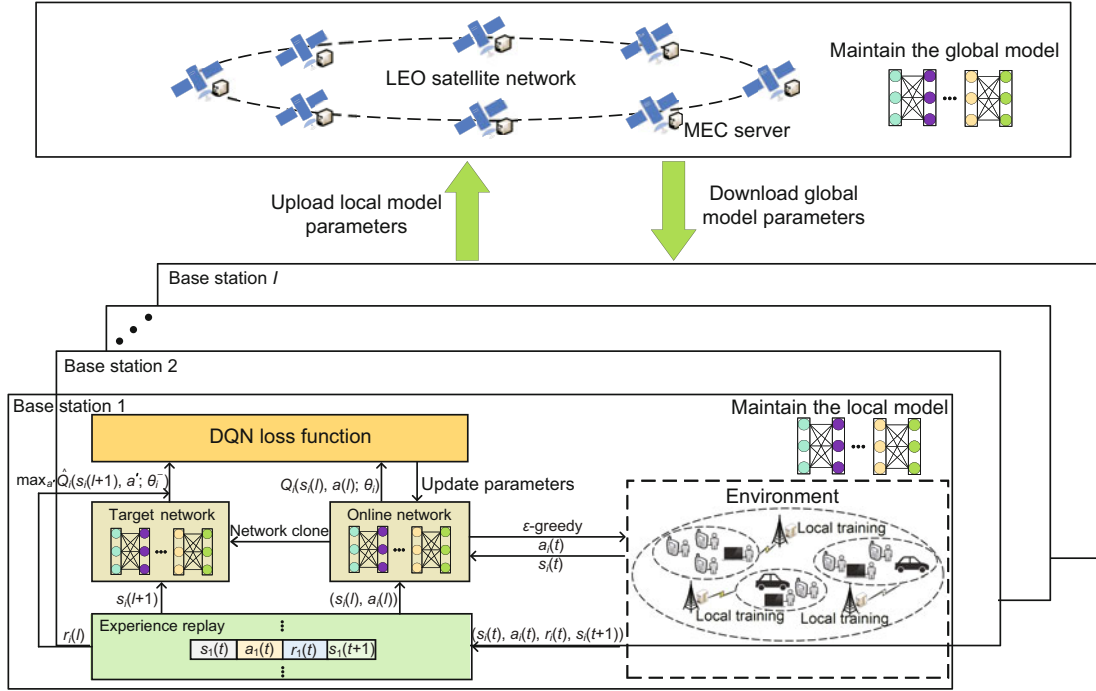 LEO satellite network
Maintain the global model
MEC server
Upload local model
parameters
Download global
model parameters
Base station I
Base station 2
Base station 1
Maintain the local model
DQN loss function
max_a′ Q̂_i(s_i(l+1), a′; θ_i⁻)
Q_i(s_i(l), a(l); θ_i)
Update parameters
Environment
Target network
Network clone
Online network
ε-greedy
a_i(t)
s_i(t)
Local training
Local training
Local training
s_i(l+1)
(s_i(l), a_i(l))
r_i(l)
Experience replay
s_1(t) a_1(t) r_1(t) s_1(t+1)
(s_i(t), a_i(t), r_i(t), s_i(t+1))